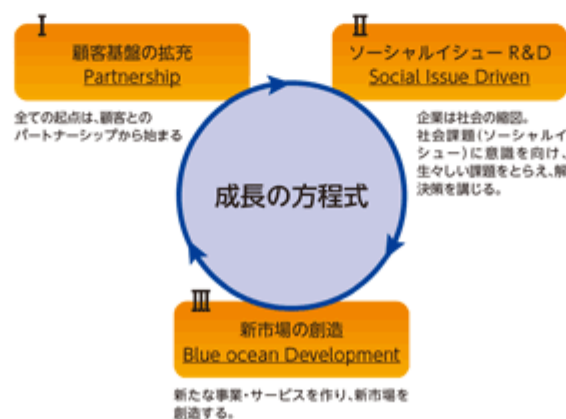 I
顧客基盤の拡充
Partnership
全ての起点は、顧客との
パートナーシップから始まる
II
ソーシャルイシュー R&D
Social Issue Driven
企業は社会の縮図。
社会課題(ソーシャルイ
シュー)に意識を向け、
生々しい課題をとらえ、解
決策を講じる。
成長の方程式
III
新市場の創造
Blue ocean Development
新たな事業・サービスを作り、新市場を
創造する。